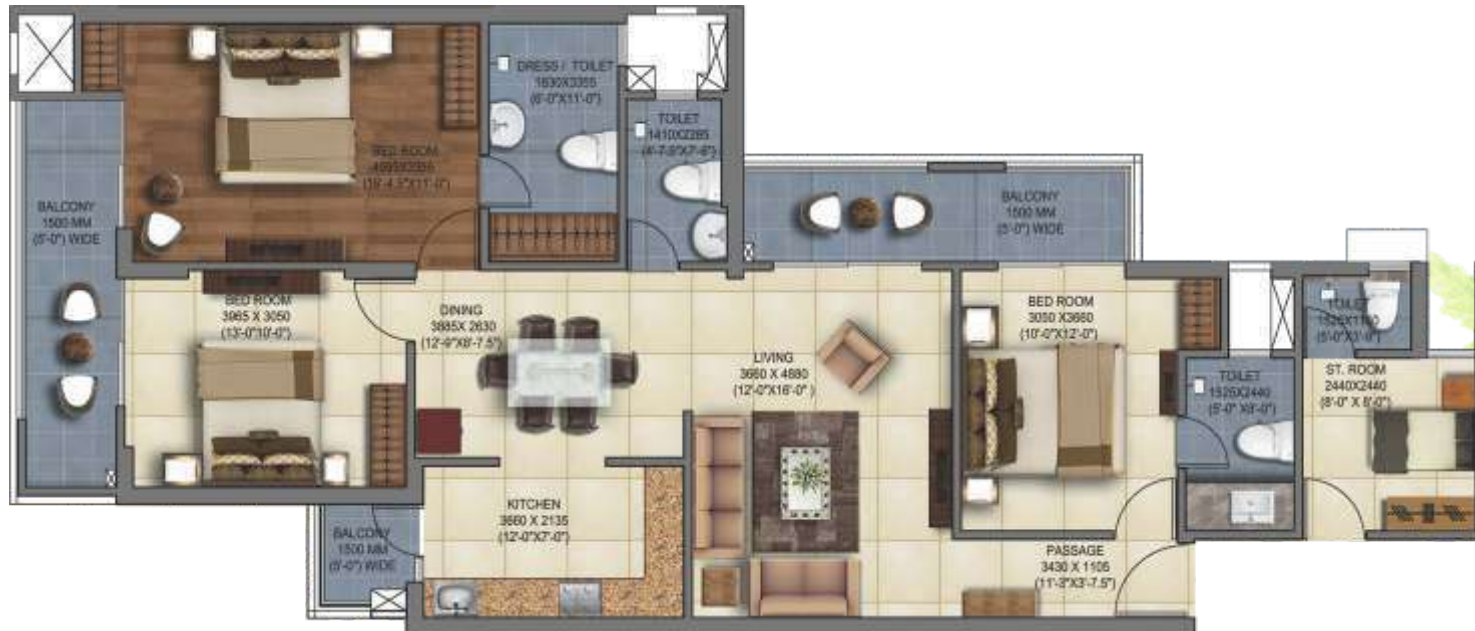 DRESS / TOILET
1830X3355
(6'-0"X11'-0")
TOILET
1410X2285
(4'-7.5"X7'-6")
BED ROOM
(16'-4.5"X11'-0")
BALCONY
1500 MM
(5'-0") WIDE
BALCONY
1500 MM
(5'-0") WIDE
BED ROOM
3965 X 3050
(13'-0"10'-0")
DINING
3885X 2630
(12'-9"X8'-7.5")
LIVING
3660 X 4880
(12'-0"X16'-0" )
BED ROOM
3050 X3660
(10'-0"X12'-0")
TOILET
1525X2440
(5'-0" X8'-0")
TOILET
ST. ROOM
2440X2440
(8'-0" X 8'-0")
KITCHEN
3660 X 2135
(12'-0"X7'-0")
BALCONY
1500 MM
(5'-0") WIDE
PASSAGE
3430 X 1105
(11'-3"X3'-7.5")